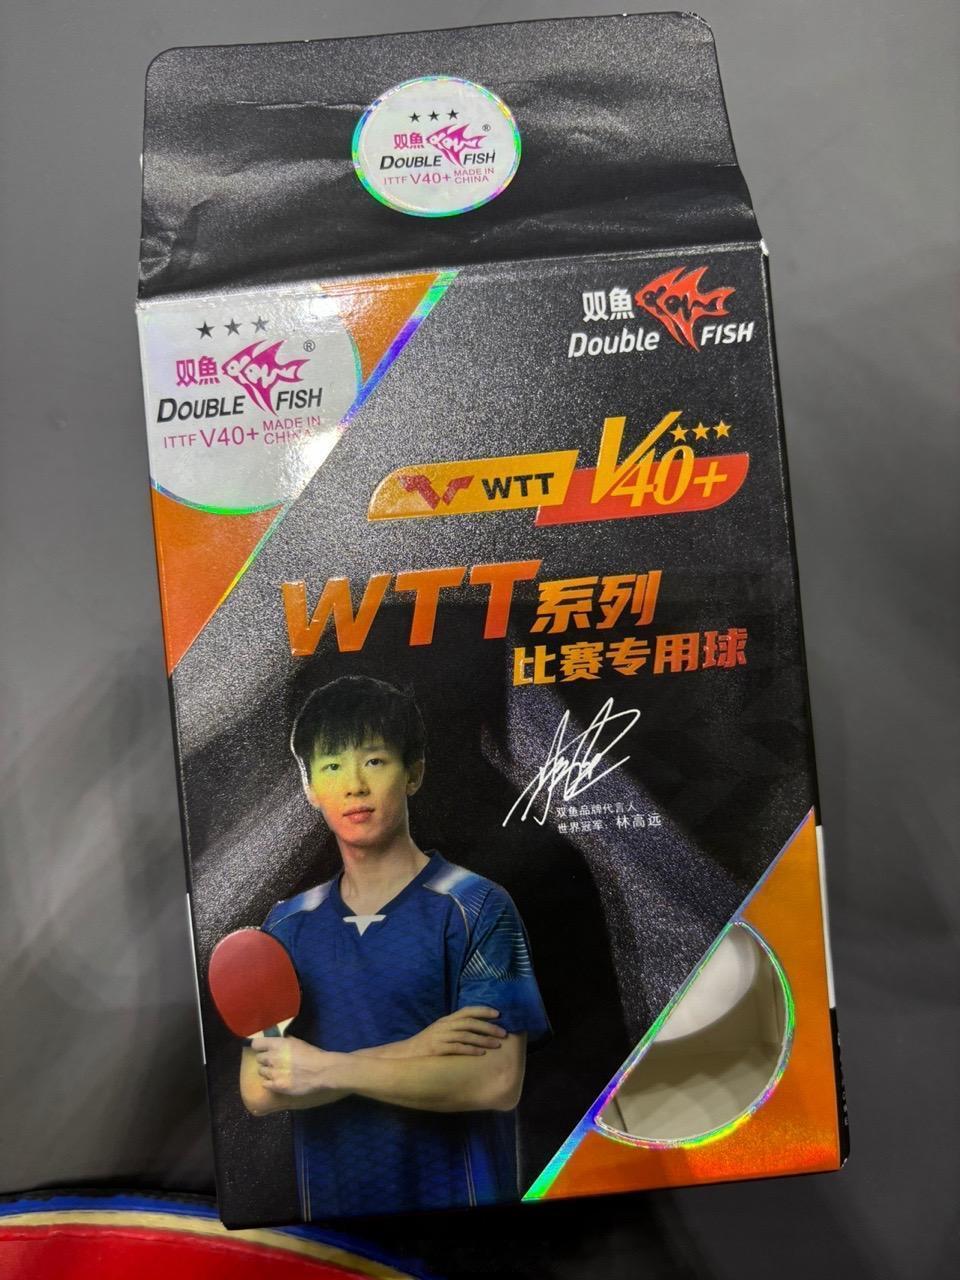 ★★★
双魚®
DOUBLE FISH
ITTF V40+ MADE IN CHINA
★★★
双魚®
DOUBLE FISH
ITTF V40+ MADE IN CHINA
双魚
Double FISH
WTT V40+ ★★★
WTT系列
比赛专用球
双鱼品牌代言人
世界冠军：林高远